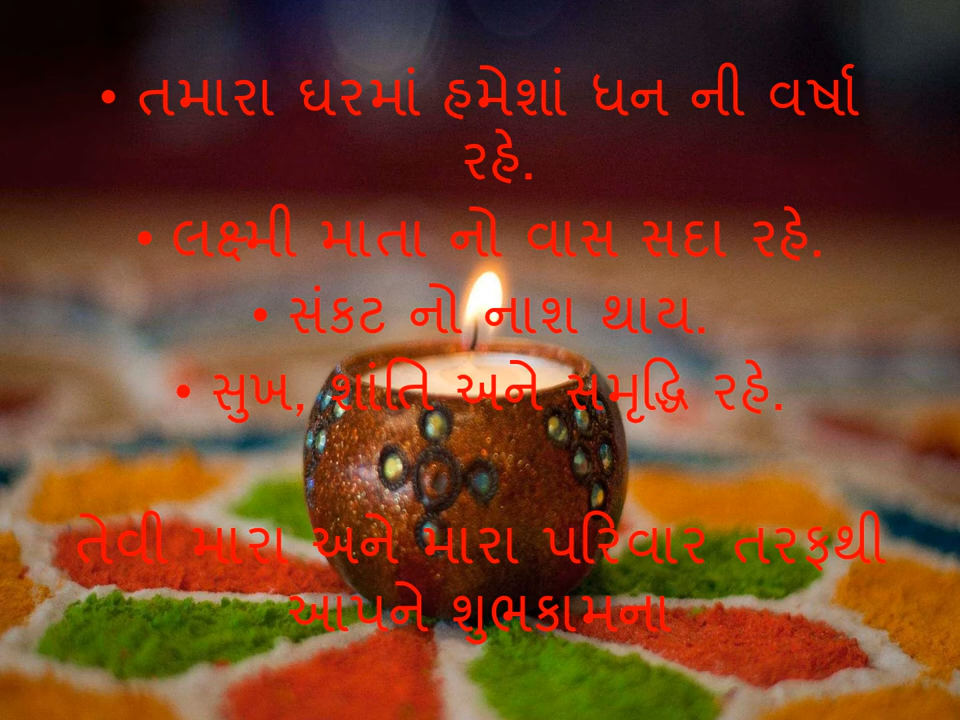 • તમારા ઘરમાં હમેશાં ધન ની વર્ષા
રહે.
• લક્ષ્મી માતા નો વાસ સદા રહે.
• સંકટ નો નાશ થાય.
• સુખ, શાંતિ અને સમૃદ્ધિ રહે.
તેવી મારા અને મારા પરિવાર તરફથી
આપને શુભકામના